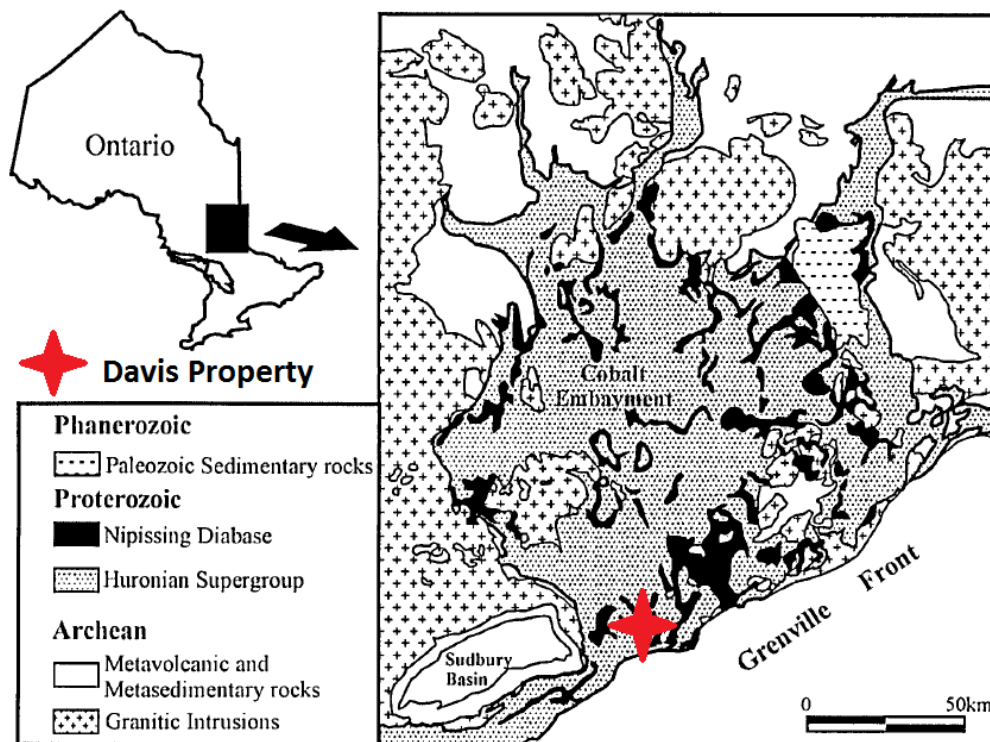 Ontario
Davis Property
Phanerozoic
Paleozoic Sedimentary rocks
Proterozoic
Nipissing Diabase
Huronian Supergroup
Archean
Metavolcanic and
Metasedimentary rocks
Granitic Intrusions
Cobalt
Embayment
Sudbury
Basin
Grenville Front
0 50km